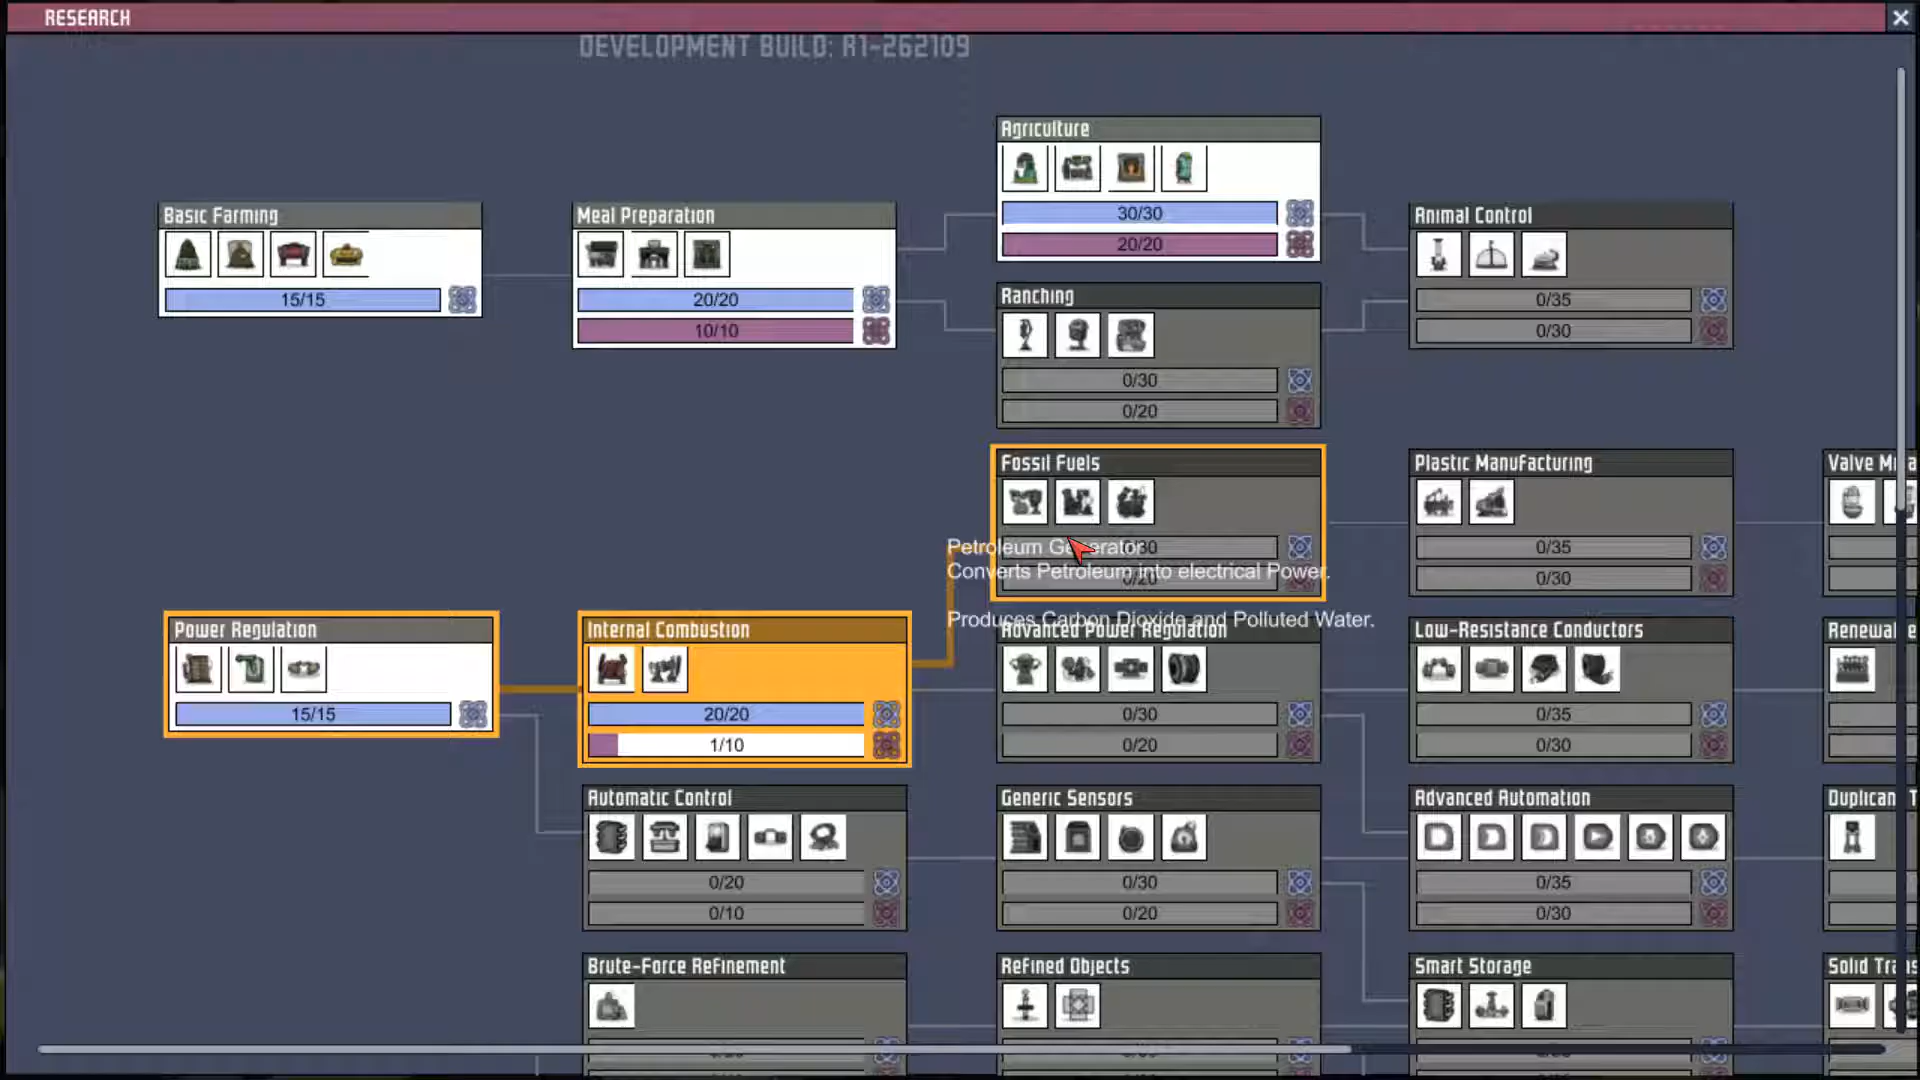 RESEARCH
DEVELOPMENT BUILD: R1-262109
Agriculture
30/30
20/20
Basic Farming
15/15
Meal Preparation
20/20
10/10
Animal Control
0/35
0/30
Ranching
0/30
0/20
Fossil Fuels
0/20
Petroleum Generator
Converts Petroleum into electrical Power.
Produces Carbon Dioxide and Polluted Water.
Plastic Manufacturing
0/35
0/30
Power Regulation
15/15
Internal Combustion
20/20
1/10
Advanced Power Regulation
0/30
0/20
Low-Resistance Conductors
0/35
0/30
Automatic Control
0/20
0/10
Generic Sensors
0/30
0/20
Advanced Automation
0/35
0/30
Brute-Force Refinement
Refined Objects
Smart Storage